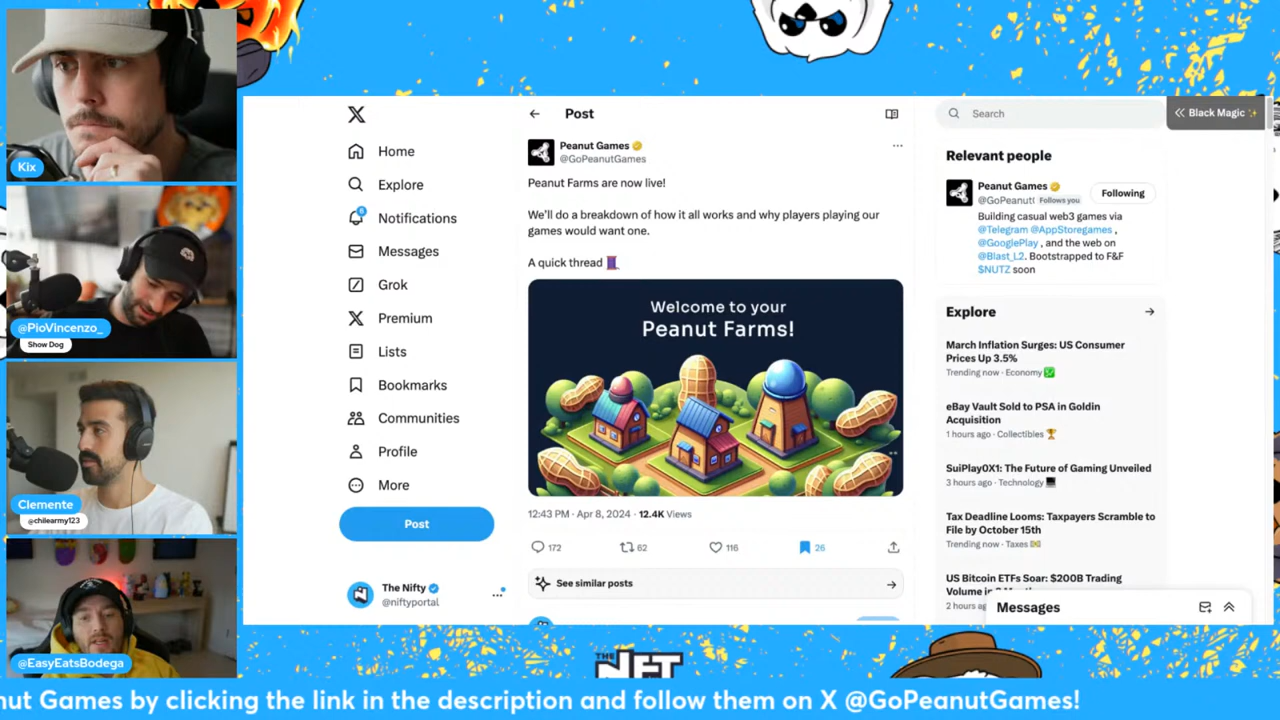 Kix
@PioVincenzo_
Show Dog
Clemente
@chilearmy123
@EasyEatsBodega
Home
Explore
Notifications
Messages
Grok
Premium
Lists
Bookmarks
Communities
Profile
More
Post
The Nifty
@niftyportal
Post
Peanut Games
@GoPeanutGames
Peanut Farms are now live!
We'll do a breakdown of how it all works and why players playing our
games would want one.
A quick thread
Welcome to your
Peanut Farms!
12:43 PM · Apr 8, 2024 · 12.4K Views
172
62
116
26
See similar posts
Search
Black Magic
Relevant people
Peanut Games
@GoPeanut
Follows you
Following
Building casual web3 games via
@Telegram @AppStoregames ,
@GooglePlay , and the web on
@Blast_L2. Bootstrapped to F&F
$NUTZ soon
Explore
March Inflation Surges: US Consumer
Prices Up 3.5%
Trending now · Economy
eBay Vault Sold to PSA in Goldin
Acquisition
1 hours ago · Collectibles
SuiPlay0X1: The Future of Gaming Unveiled
3 hours ago · Technology
Tax Deadline Looms: Taxpayers Scramble to
File by October 15th
Trending now · Taxes
US Bitcoin ETFs Soar: $200B Trading
Volume in
2 hours
Messages
THE
NFT
nut Games by clicking the link in the description and follow them on X @GoPeanutGames!